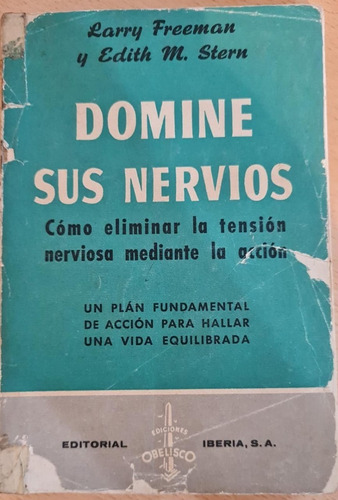 Larry Freeman
y Edith M. Stern
DOMINE
SUS NERVIOS
Cómo eliminar la tensión
nerviosa mediante la acción
UN PLÁN FUNDAMENTAL
DE ACCIÓN PARA HALLAR
UNA VIDA EQUILIBRADA
EDICIONES
OBELISCO
EDITORIAL IBERIA, S. A.